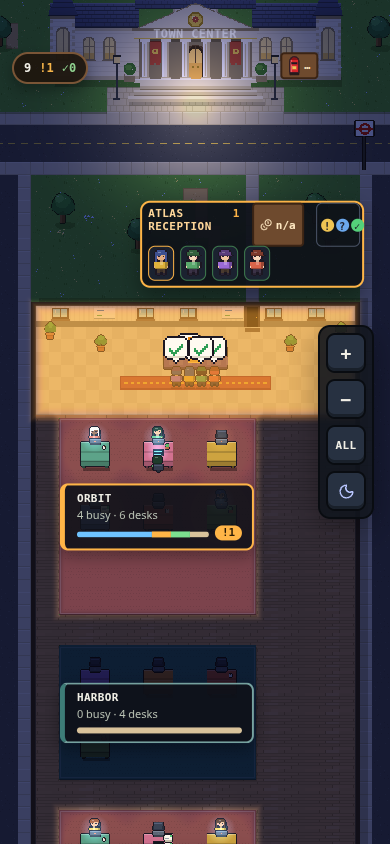 TOWN CENTER
9 !1 ✓0
–
ATLAS 1
RECEPTION
n/a
! ? ✓
+
–
ALL
ORBIT
4 busy · 6 desks
!1
HARBOR
0 busy · 4 desks